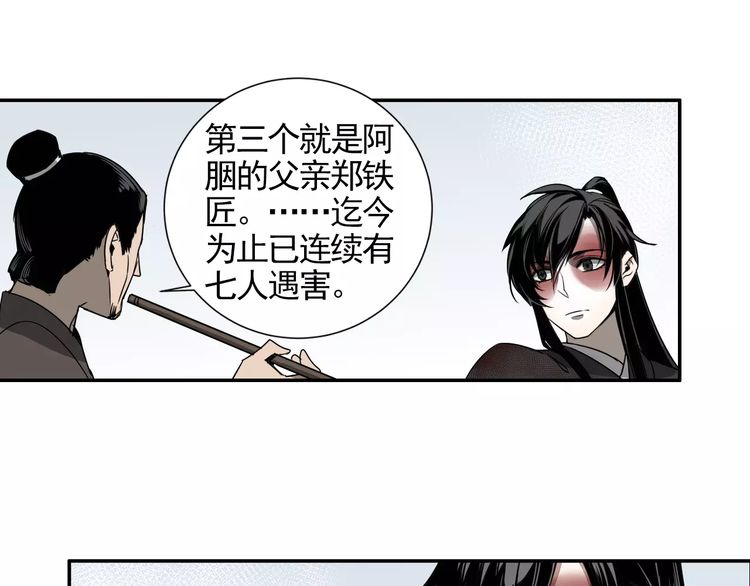 第三个就是阿
胭的父亲郑铁
匠。……迄今
为止已连续有
七人遇害。